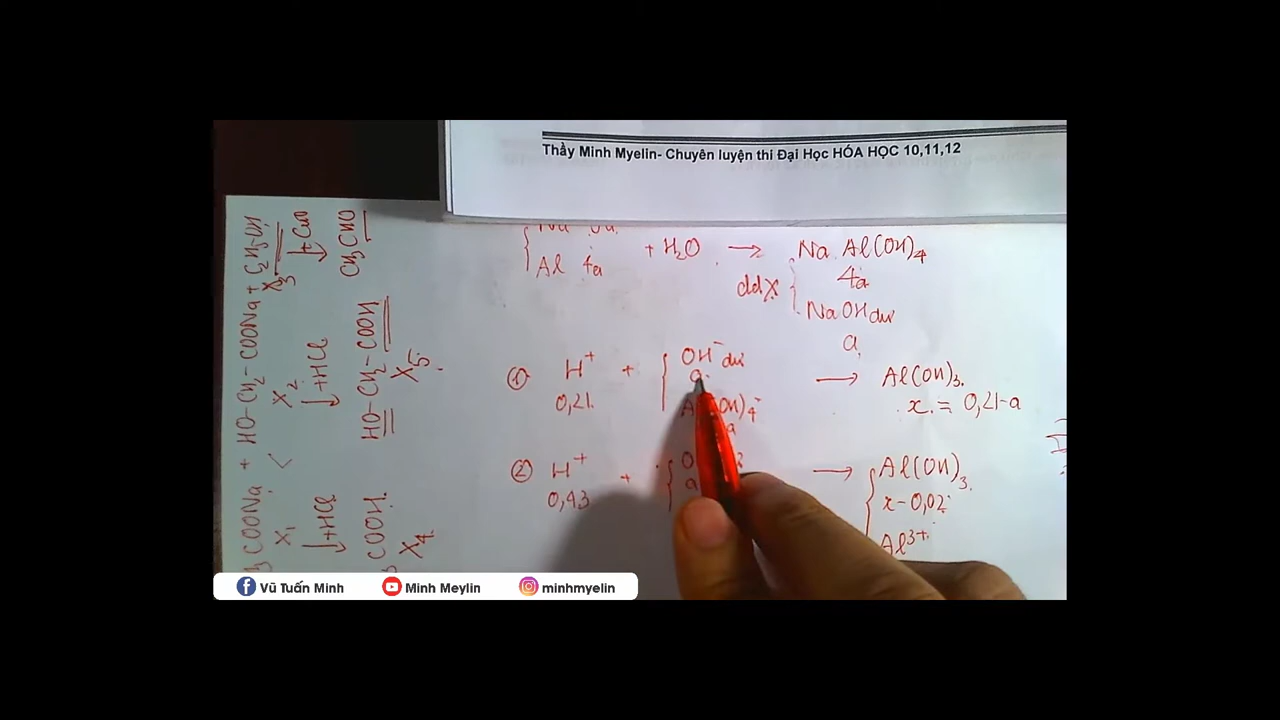 Thầy Minh Myelin- Chuyên luyện thi Đại Học HÓA HỌC 10,11,12
Na
Al 4a
+ H₂O → Na Al(OH)₄
4a
ddX
NaOH dư
a
① H⁺ + OH⁻ dư → Al(OH)₃
0,21 a x = 0,21-a
② H⁺ + → Al(OH)₃
0,43 a x-0,02
Al³⁺
COONa + HO-CH₂-COONa + C₂H₅OH
X₁ X₂ X₃
↓+HCl ↓+HCl ↓+CuO
COOH HO-CH₂-COOH CH₃CHO
X₄ X₅
Vũ Tuấn Minh
Minh Meylin
minhmyelin